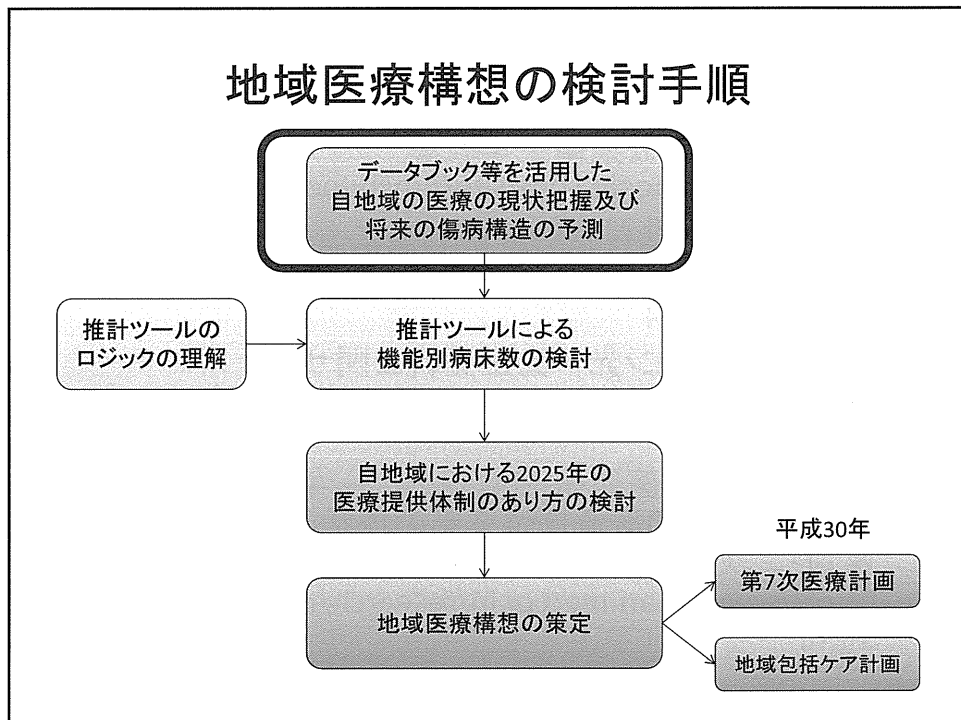 地域医療構想の検討手順
データブック等を活用した
自地域の医療の現状把握及び
将来の傷病構造の予測
推計ツールの
ロジックの理解
推計ツールによる
機能別病床数の検討
自地域における2025年の
医療提供体制のあり方の検討
平成30年
地域医療構想の策定
第7次医療計画
地域包括ケア計画